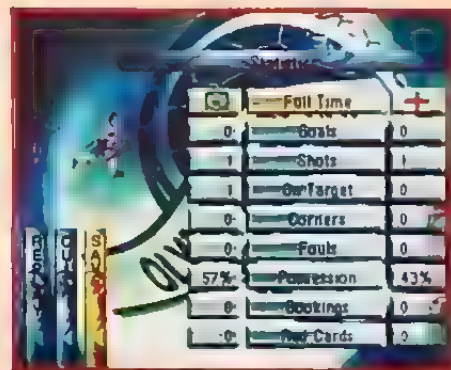 Statistics
Full Time
0 Goals 0
1 Shots 1
1 On Target 0
0 Corners 0
0 Fouls 0
57% Possession 43%
0 Bookings 0
0 Red Cards 0
REPLAY